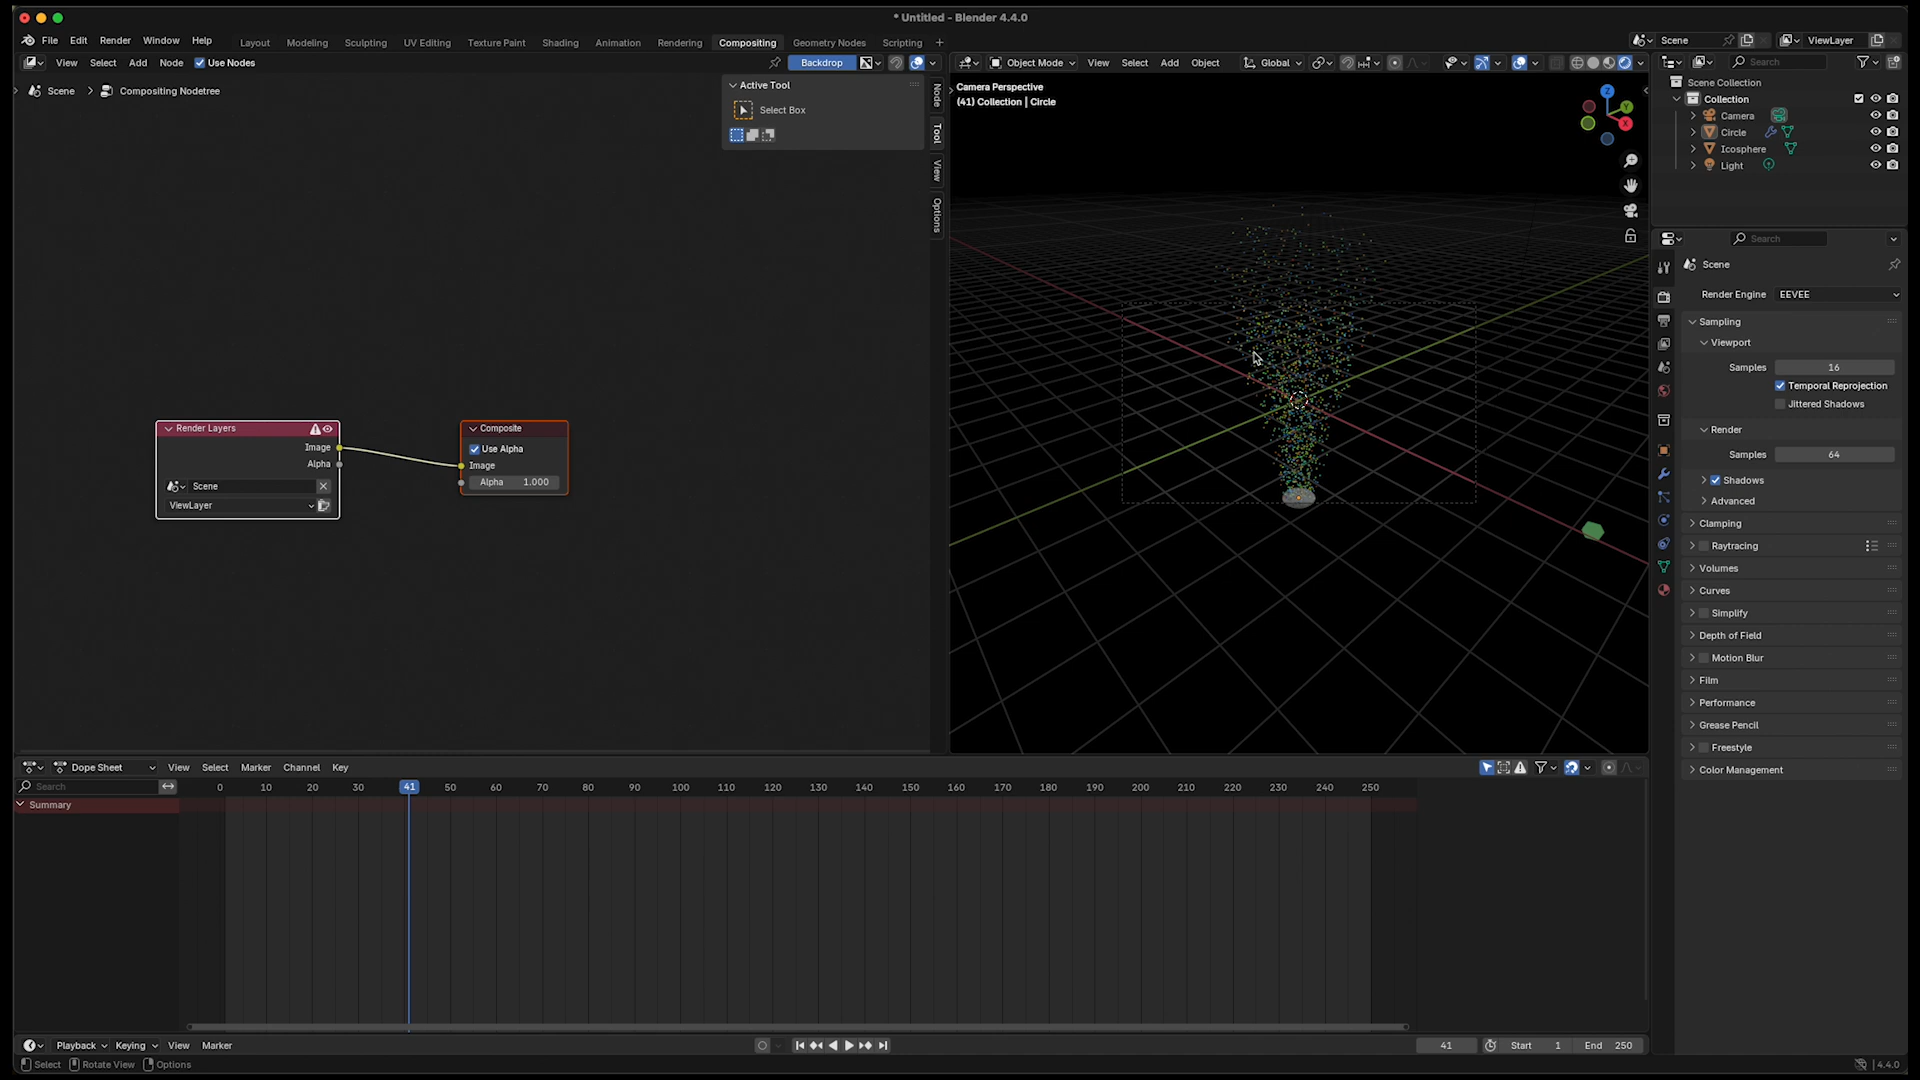 * Untitled - Blender 4.4.0
File Edit Render Window Help
Layout Modeling Sculpting UV Editing Texture Paint Shading Animation Rendering Compositing Geometry Nodes Scripting +
Scene ViewLayer
View Select Add Node Use Nodes
Backdrop
Object Mode View Select Add Object Global
Search
Scene > Compositing Nodetree
Active Tool
Select Box
Node
Tool
View
Options
Camera Perspective
(41) Collection | Circle
Z
Y
X
Scene Collection
Collection
Camera
Circle
Icosphere
Light
Search
Scene
Render Engine EEVEE
Sampling
Viewport
Samples 16
Temporal Reprojection
Jittered Shadows
Render
Samples 64
Shadows
Advanced
Clamping
Raytracing
Volumes
Curves
Simplify
Depth of Field
Motion Blur
Film
Performance
Grease Pencil
Freestyle
Color Management
Render Layers
Image
Alpha
Scene
ViewLayer
Composite
Use Alpha
Image
Alpha 1.000
Dope Sheet View Select Marker Channel Key
Search
0 10 20 30 41 50 60 70 80 90 100 110 120 130 140 150 160 170 180 190 200 210 220 230 240 250
Summary
Playback Keying View Marker
41 Start 1 End 250
Select Rotate View Options
4.4.0